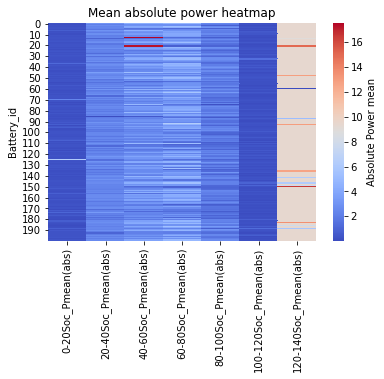 Mean absolute power heatmap
Battery_id
0
10
20
30
40
50
60
70
80
90
100
110
120
130
140
150
160
170
180
190
0-20Soc_Pmean(abs)
20-40Soc_Pmean(abs)
40-60Soc_Pmean(abs)
60-80Soc_Pmean(abs)
80-100Soc_Pmean(abs)
100-120Soc_Pmean(abs)
120-140Soc_Pmean(abs)
16
14
12
10
8
6
4
2
Absolute Power mean